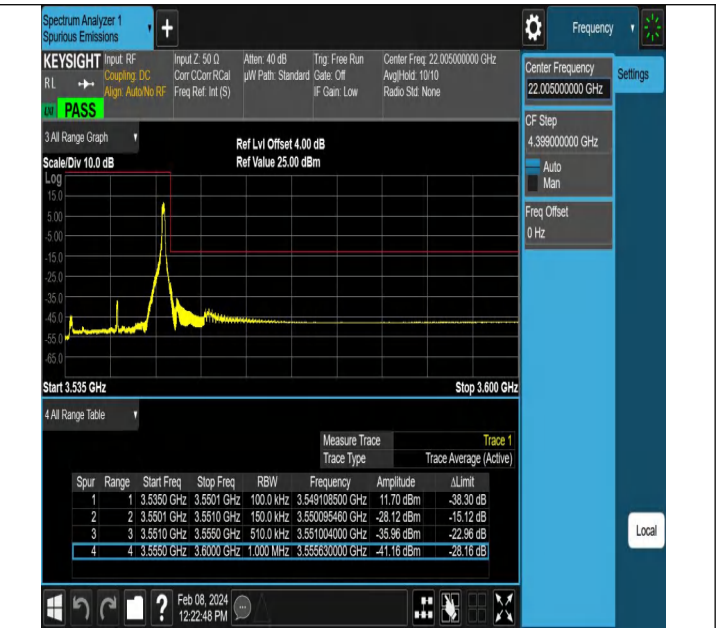 Spectrum Analyzer 1
Spurious Emissions
Frequency
KEYSIGHT
RL
PASS
Input: RF
Coupling: DC
Align: Auto/No RF
Input Z: 50 Ω
Corr CCorr RCal
Freq Ref: Int (S)
Atten: 40 dB
µW Path: Standard
Trig: Free Run
Gate: Off
IF Gain: Low
Center Freq: 22.005000000 GHz
Avg|Hold: 10/10
Radio Std: None
Center Frequency
22.005000000 GHz
Settings
CF Step
4.399000000 GHz
Auto
Man
Freq Offset
0 Hz
3 All Range Graph
Scale/Div 10.0 dB
Ref Lvl Offset 4.00 dB
Ref Value 25.00 dBm
Log
15.0
5.00
-5.00
-15.0
-25.0
-35.0
-45.0
-55.0
-65.0
Start 3.535 GHz
Stop 3.600 GHz
4 All Range Table
Measure Trace Trace 1
Trace Type Trace Average (Active)
Spur Range Start Freq Stop Freq RBW Frequency Amplitude ΔLimit
1 1 3.5350 GHz 3.5501 GHz 100.0 kHz 3.549108500 GHz 11.70 dBm -38.30 dB
2 2 3.5501 GHz 3.5510 GHz 150.0 kHz 3.550095460 GHz -28.12 dBm -15.12 dB
3 3 3.5510 GHz 3.5550 GHz 510.0 kHz 3.551004000 GHz -35.96 dBm -22.96 dB
4 4 3.5550 GHz 3.6000 GHz 1.000 MHz 3.555630000 GHz -41.16 dBm -28.16 dB
Local
Feb 08, 2024
12:22:48 PM